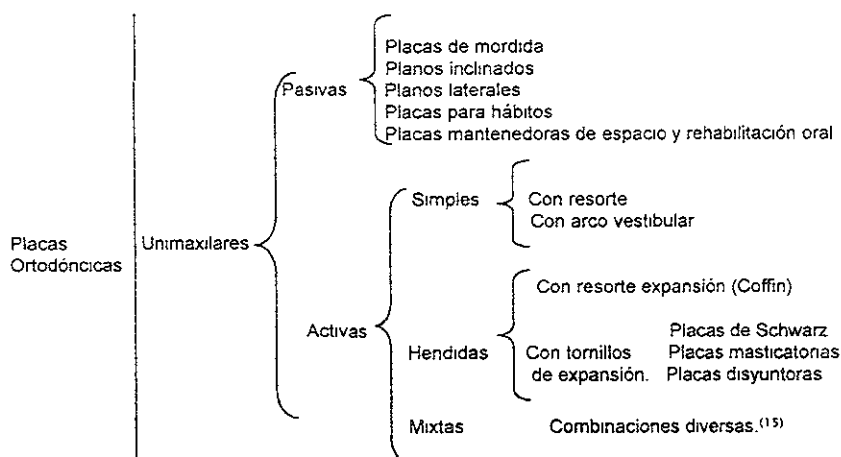 Placas de mordida
Planos inclinados
Pasivas
Planos laterales
Placas para hábitos
Placas mantenedoras de espacio y rehabilitación oral
Simples
Con resorte
Con arco vestibular
Placas
Ortodóncicas
Unimaxilares
Con resorte expansión (Coffin)
Activas
Hendidas
Con tornillos
de expansión.
Placas de Schwarz
Placas masticatorias
Placas disyuntoras
Mixtas
Combinaciones diversas.(15)